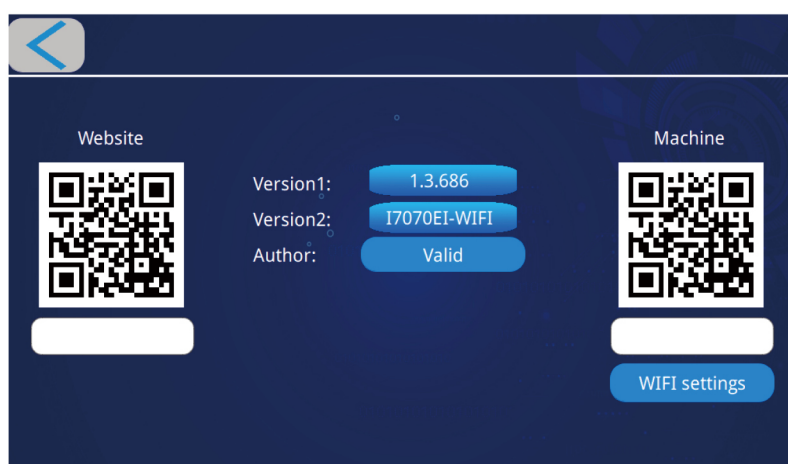 Website
Machine
Version1: 1.3.686
Version2: I7070EI-WIFI
Author: Valid
WIFI settings